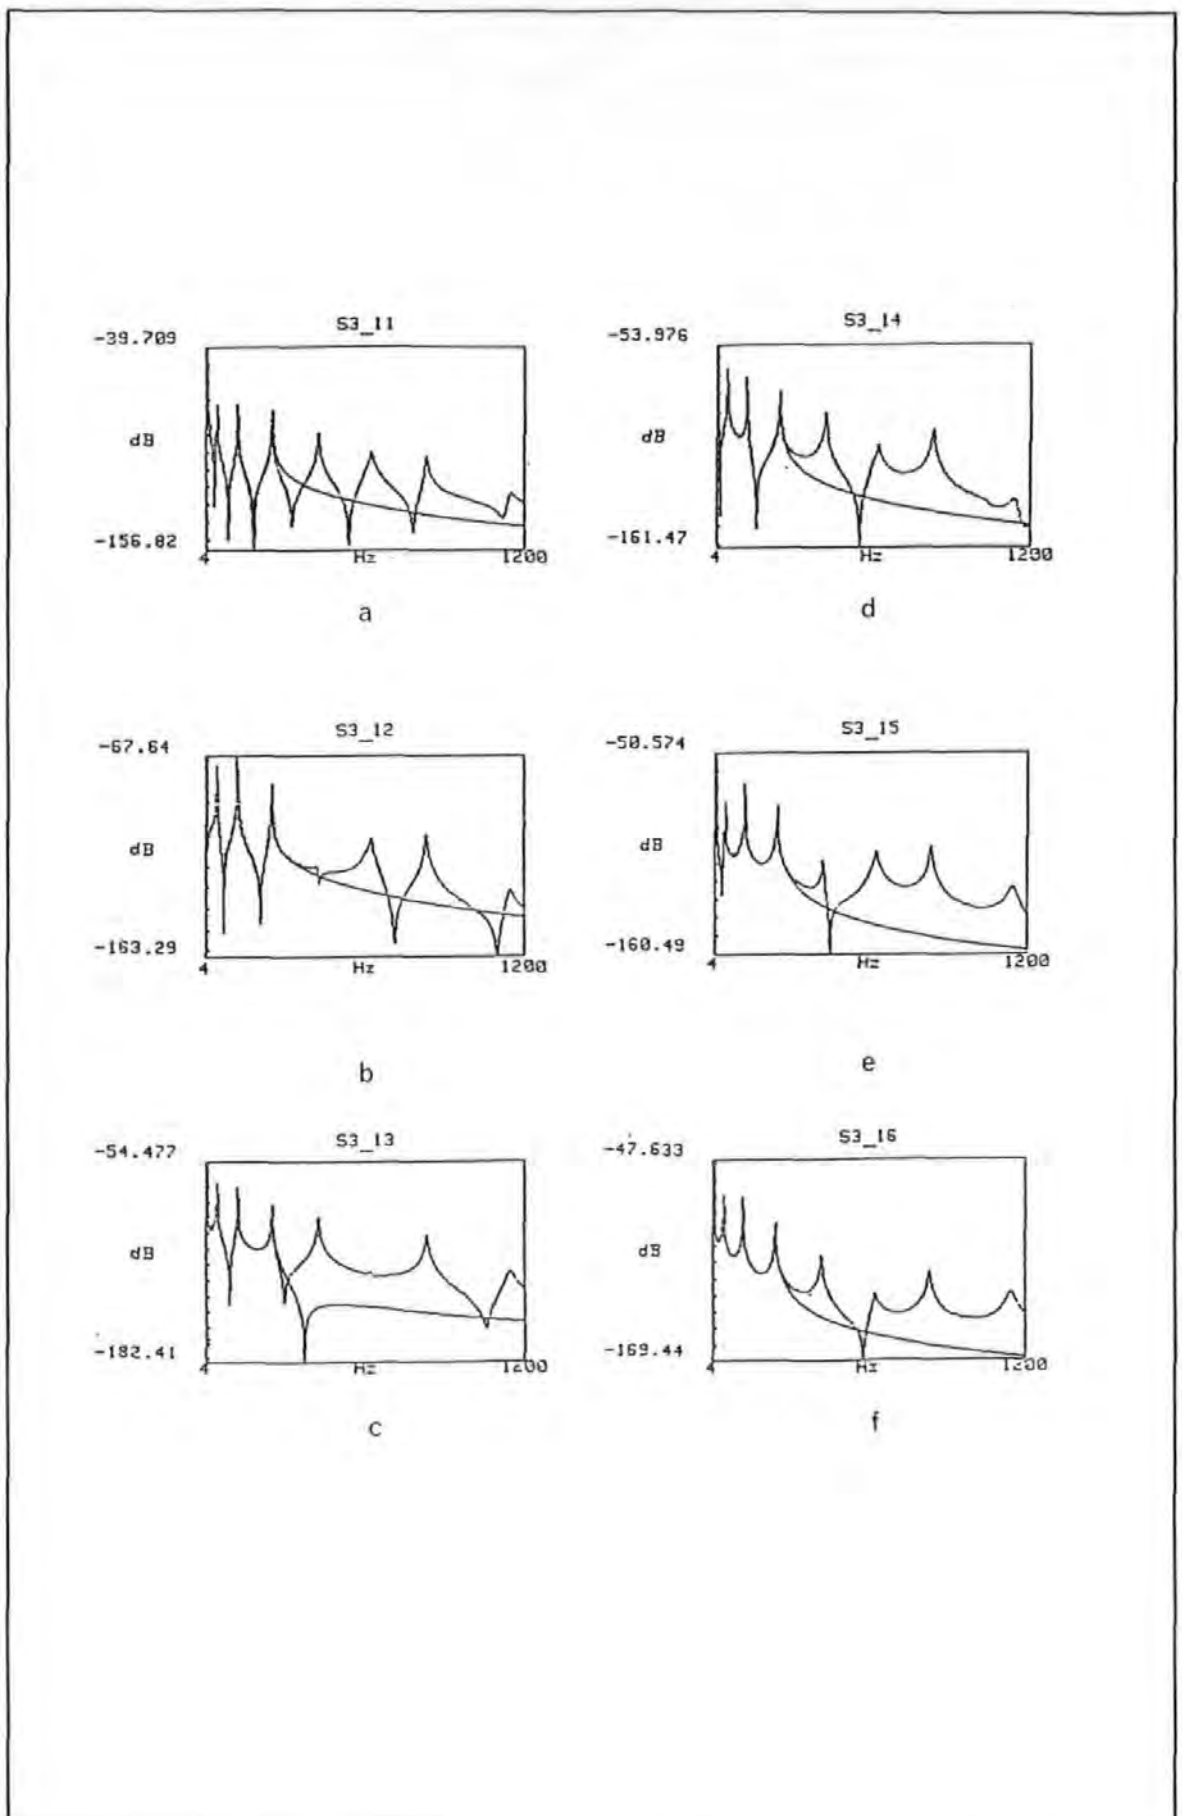 S3_11
-39.709
dB
-156.82
4 Hz 1200
a
S3_14
-53.976
dB
-161.47
4 Hz 1200
d
S3_12
-67.64
dB
-163.29
4 Hz 1200
b
S3_15
-50.574
dB
-160.49
4 Hz 1200
e
S3_13
-54.477
dB
-182.41
4 Hz 1200
c
S3_16
-47.633
dB
-169.44
4 Hz 1200
f